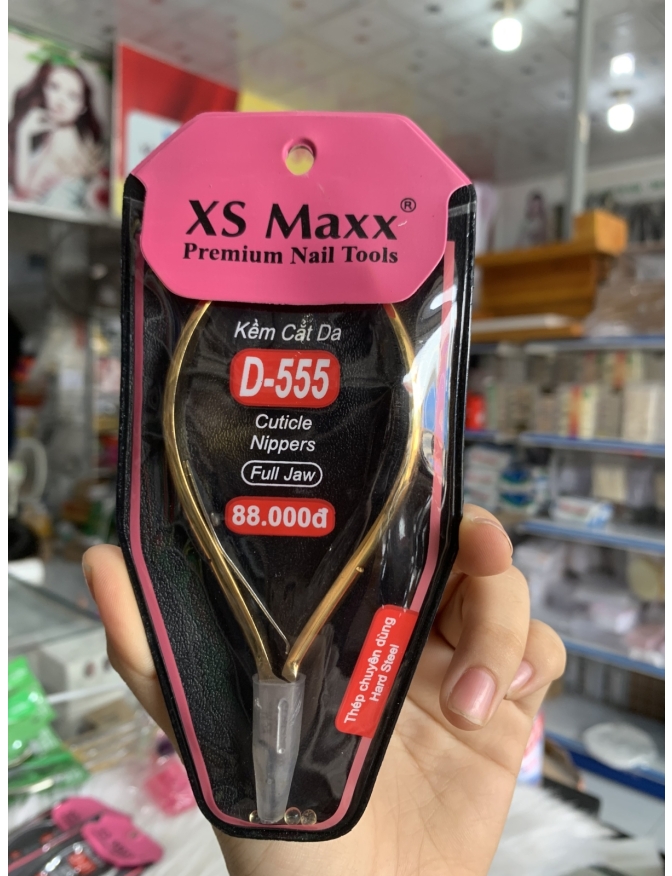 XS Maxx®
Premium Nail Tools
Kềm Cắt Da
D-555
Cuticle
Nippers
Full Jaw
88.000đ
Thép chuyên dùng
Hard Steel